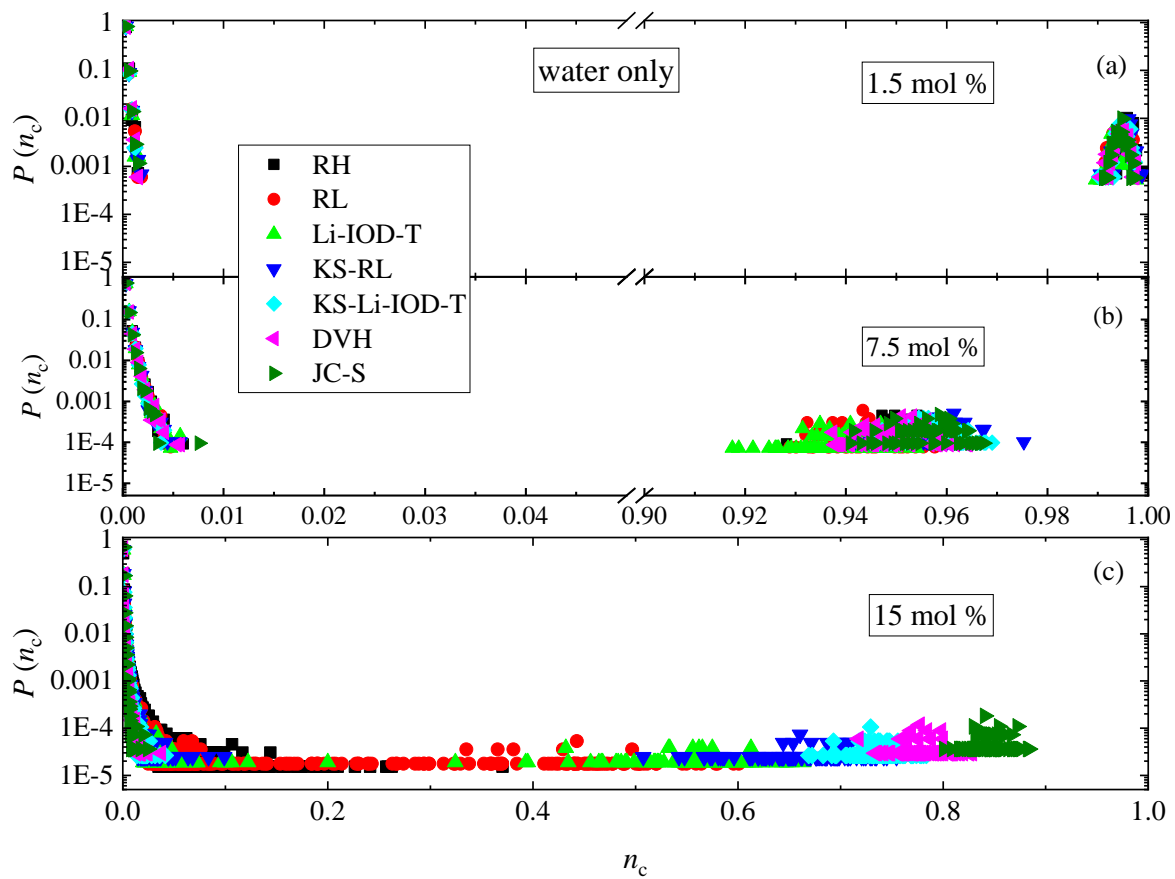 1
0.1
0.01
0.001
1E-4
1E-5
P (n_c)
water only
(a)
1.5 mol %
RH
RL
Li-IOD-T
KS-RL
KS-Li-IOD-T
DVH
JC-S
1
0.1
0.01
0.001
1E-4
1E-5
P (n_c)
(b)
7.5 mol %
0.00 0.01 0.02 0.03 0.04 0.90 0.92 0.94 0.96 0.98 1.00
1
0.1
0.01
0.001
1E-4
1E-5
P (n_c)
(c)
15 mol %
0.0 0.2 0.4 0.6 0.8 1.0
n_c